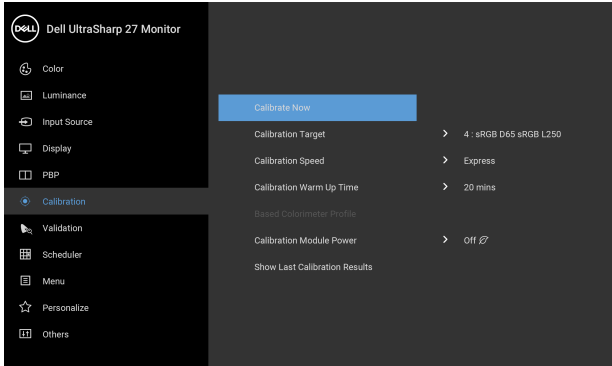 DELL Dell UltraSharp 27 Monitor
Color
Luminance
Input Source
Display
PBP
Calibration
Validation
Scheduler
Menu
Personalize
Others
Calibrate Now
Calibration Target 4 : sRGB D65 sRGB L250
Calibration Speed Express
Calibration Warm Up Time 20 mins
Based Colorimeter Profile
Calibration Module Power Off
Show Last Calibration Results